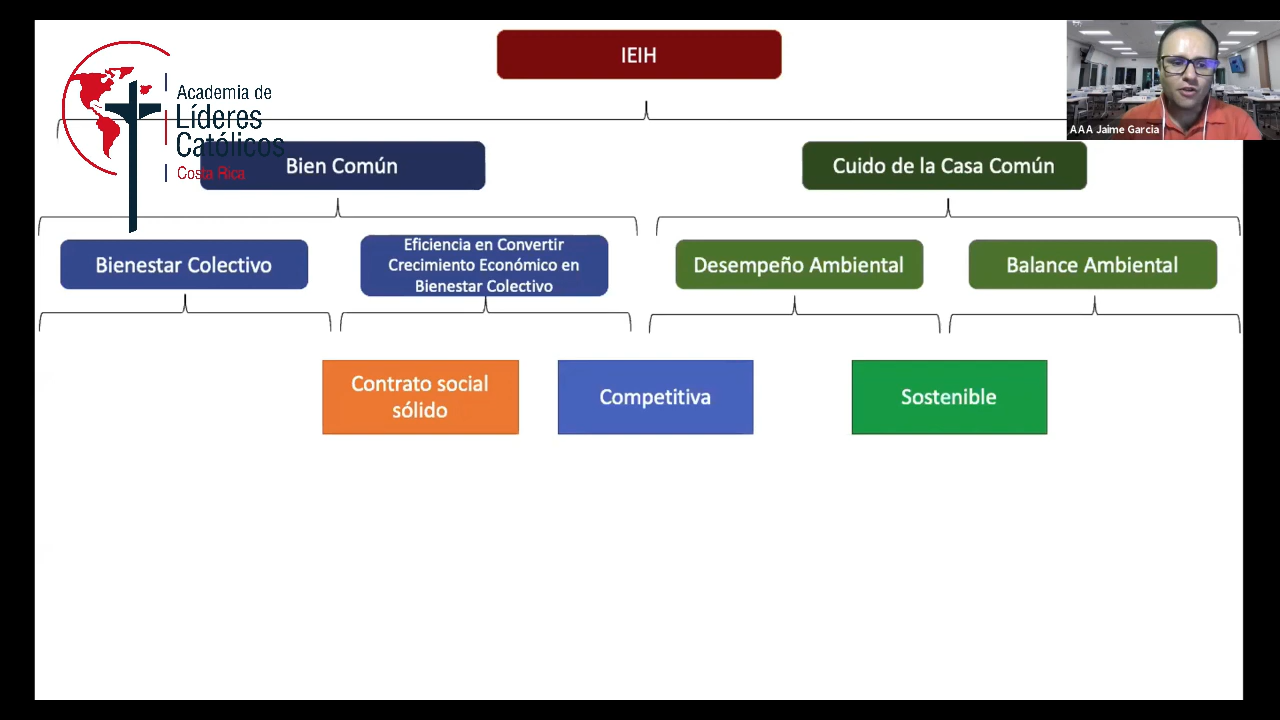 IEIH
AAA Jaime Garcia
Academia de
Líderes
Católicos
Costa Rica
Bien Común
Cuido de la Casa Común
Bienestar Colectivo
Eficiencia en Convertir
Crecimiento Económico en
Bienestar Colectivo
Desempeño Ambiental
Balance Ambiental
Contrato social
sólido
Competitiva
Sostenible